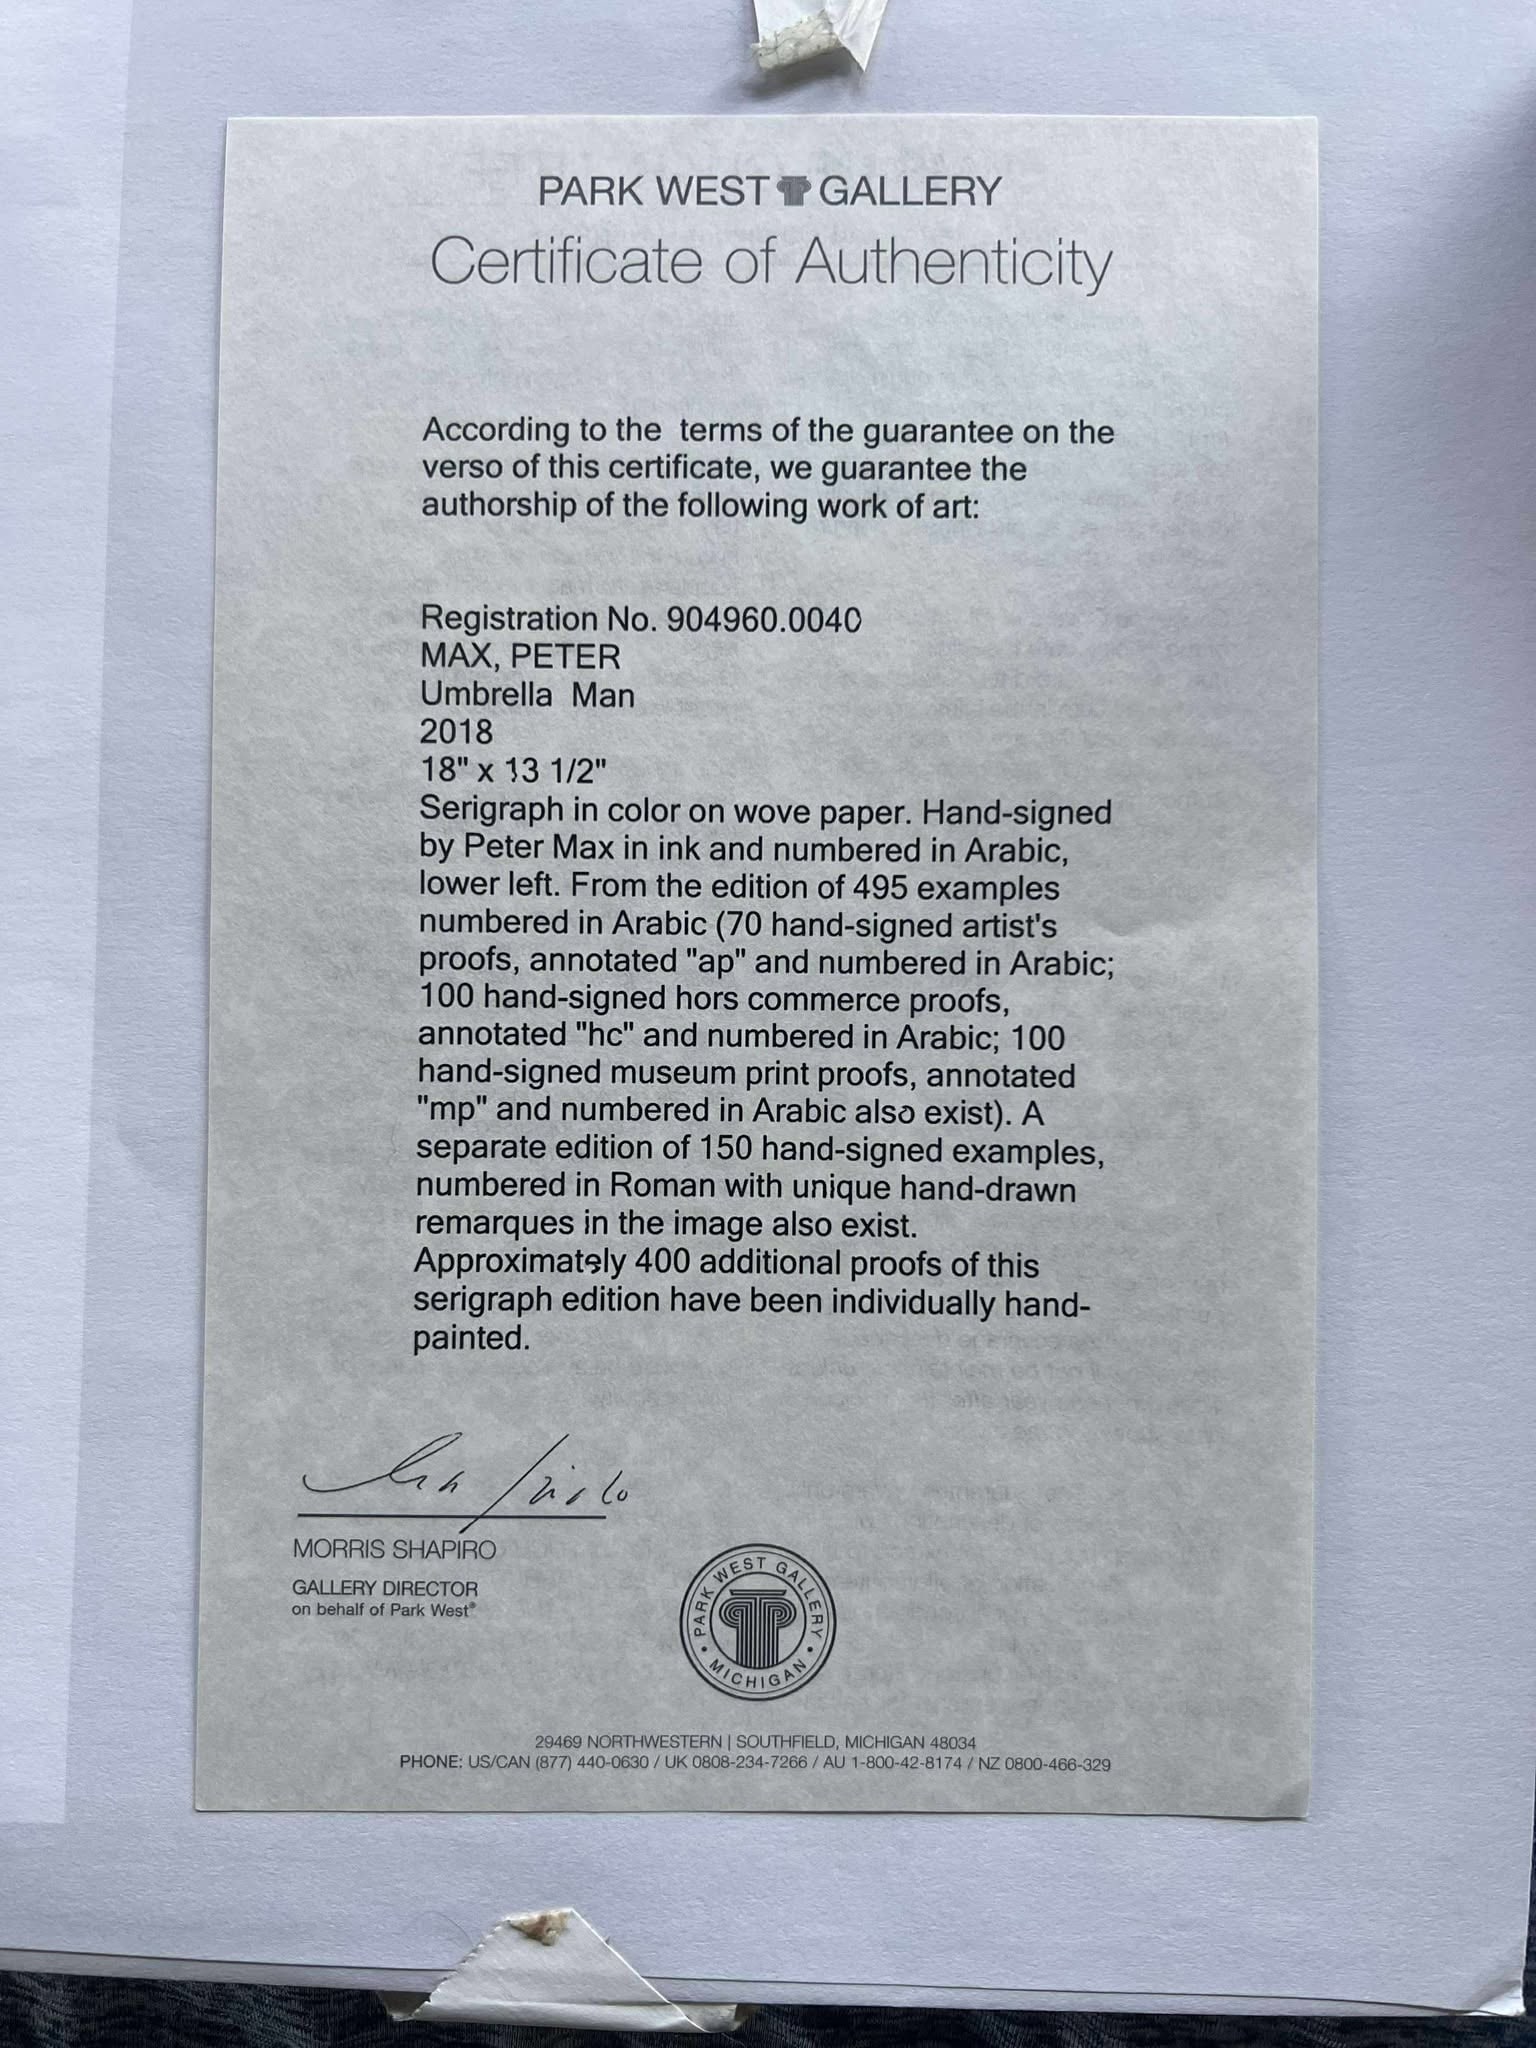 PARK WEST GALLERY
Certificate of Authenticity
According to the  terms of the guarantee on the
verso of this certificate, we guarantee the
authorship of the following work of art:
Registration No. 904960.0040
MAX, PETER
Umbrella  Man
2018
18" x 13 1/2"
Serigraph in color on wove paper. Hand-signed
by Peter Max in ink and numbered in Arabic,
lower left. From the edition of 495 examples
numbered in Arabic (70 hand-signed artist's
proofs, annotated "ap" and numbered in Arabic;
100 hand-signed hors commerce proofs,
annotated "hc" and numbered in Arabic; 100
hand-signed museum print proofs, annotated
"mp" and numbered in Arabic also exist). A
separate edition of 150 hand-signed examples,
numbered in Roman with unique hand-drawn
remarques in the image also exist.
Approximately 400 additional proofs of this
serigraph edition have been individually hand-
painted.
MORRIS SHAPIRO
GALLERY DIRECTOR
on behalf of Park West®
PARK WEST GALLERY
• MICHIGAN •
29469 NORTHWESTERN | SOUTHFIELD, MICHIGAN 48034
PHONE: US/CAN (877) 440-0630 / UK 0808-234-7266 / AU 1-800-42-8174 / NZ 0800-466-329